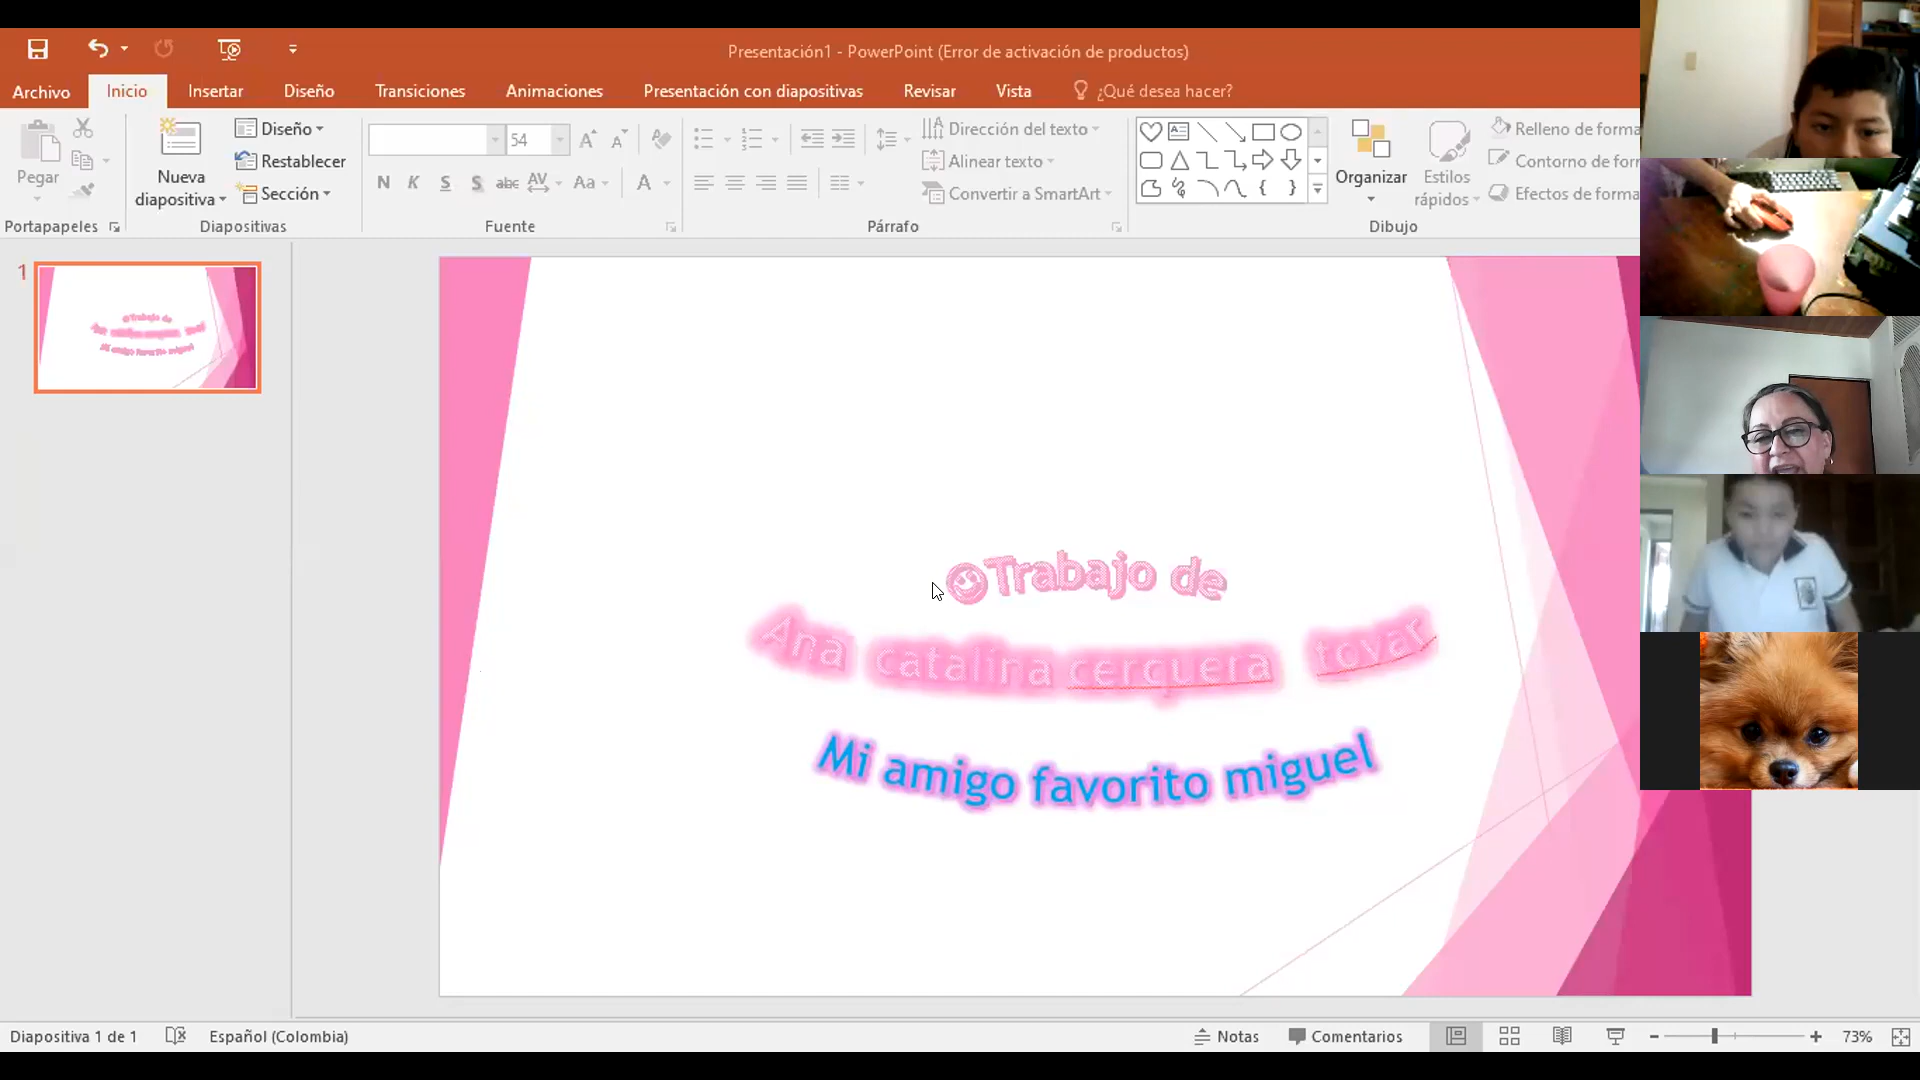 Presentación1 - PowerPoint (Error de activación de productos)
Archivo Inicio Insertar Diseño Transiciones Animaciones Presentación con diapositivas Revisar Vista ¿Qué desea hacer?
Pegar
Portapapeles
Nueva diapositiva
Diseño
Restablecer
Sección
Diapositivas
54
N K S S abc AV Aa A
Fuente
Dirección del texto
Alinear texto
Convertir a SmartArt
Párrafo
Organizar
Estilos rápidos
Relleno de forma
Contorno de for
Efectos de forma
Dibujo
1
Trabajo de
Ana catalina cerquera tovar
Mi amigo favorito miguel
Diapositiva 1 de 1 Español (Colombia) Notas Comentarios 73%